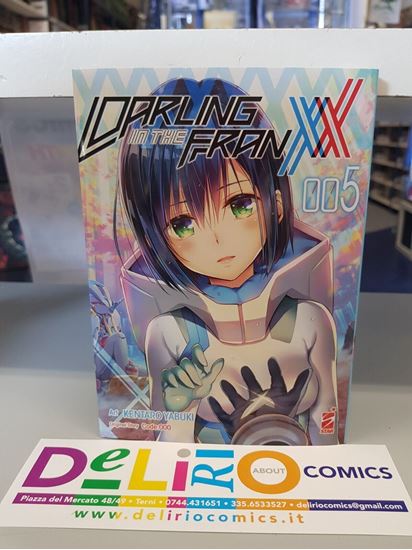 DARLING
IN THE
FRANXX
005
Art KENTARO YABUKI
Original Story Code:000
STAR
DeLiRiO
ABOUT
COMICS
Piazza del Mercato 48/49 • Terni • 0744.431651 • 335.6533527 • deliriocomics@gmail.com
www.deliriocomics.it